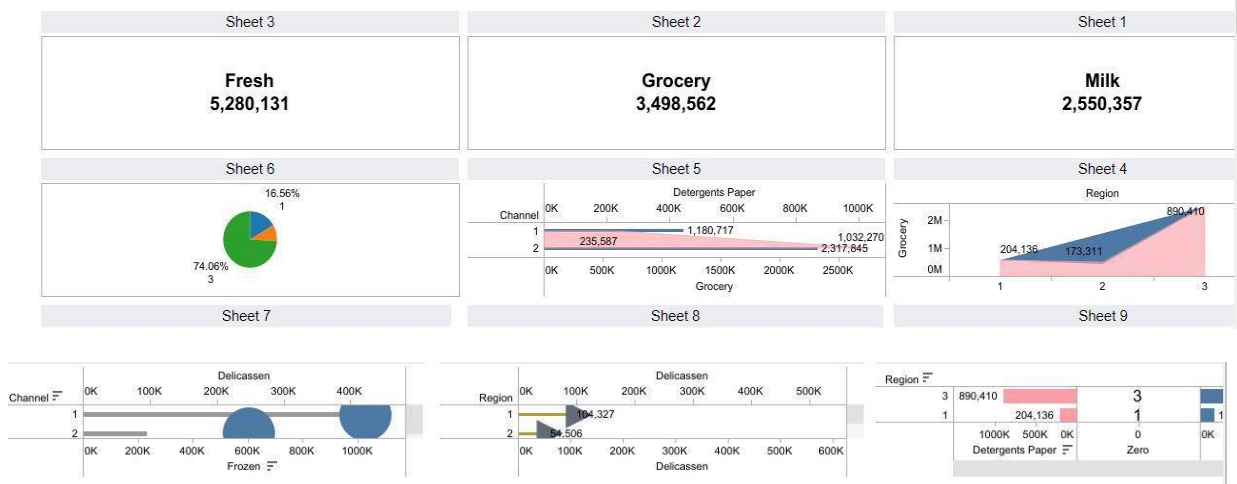 Sheet 3
Sheet 2
Sheet 1
Fresh
5,280,131
Grocery
3,498,562
Milk
2,550,357
Sheet 6
Sheet 5
Sheet 4
16.56%
1
74.06%
3
Detergents Paper
Channel
0K 200K 400K 600K 800K 1000K
1
1,180,717
235,587
1,032,270
2
2,317,845
0K 500K 1000K 1500K 2000K 2500K
Grocery
Region
Grocery
2M
1M
0M
890,410
204,136
173,311
1 2 3
Sheet 7
Sheet 8
Sheet 9
Delicassen
Channel
0K 100K 200K 300K 400K
1
2
0K 200K 400K 600K 800K 1000K
Frozen
Delicassen
Region
0K 100K 200K 300K 400K 500K
1
104,327
2
54,506
0K 100K 200K 300K 400K 500K 600K
Delicassen
Region
3 890,410 3
1 204,136 1 1
1000K 500K 0K 0 0K
Detergents Paper Zero